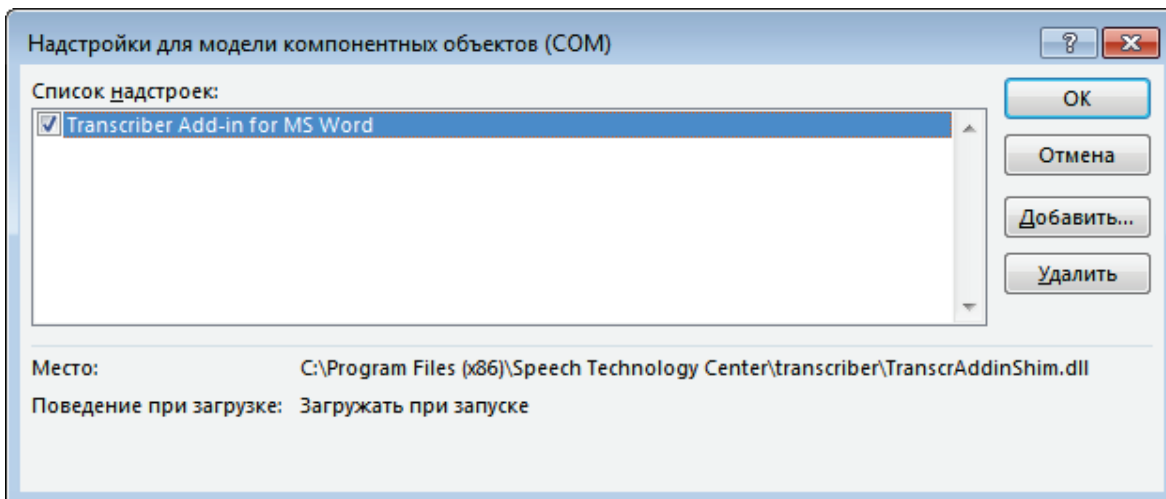 Надстройки для модели компонентных объектов (COM)
Список надстроек:
Transcriber Add-in for MS Word
OK
Отмена
Добавить...
Удалить
Место: C:\Program Files (x86)\Speech Technology Center\transcriber\TranscrAddinShim.dll
Поведение при загрузке: Загружать при запуске